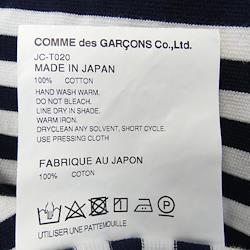 COMME des GARÇONS Co.,Ltd.
JC-T020
MADE IN JAPAN
100% COTTON
HAND WASH WARM.
DO NOT BLEACH.
LINE DRY IN SHADE.
WARM IRON.
DRYCLEAN ANY SOLVENT, SHORT CYCLE.
USE PRESSING CLOTH
FABRIQUE AU JAPON
100% COTON
P
UTILISER UNE PATTEMOUILLE